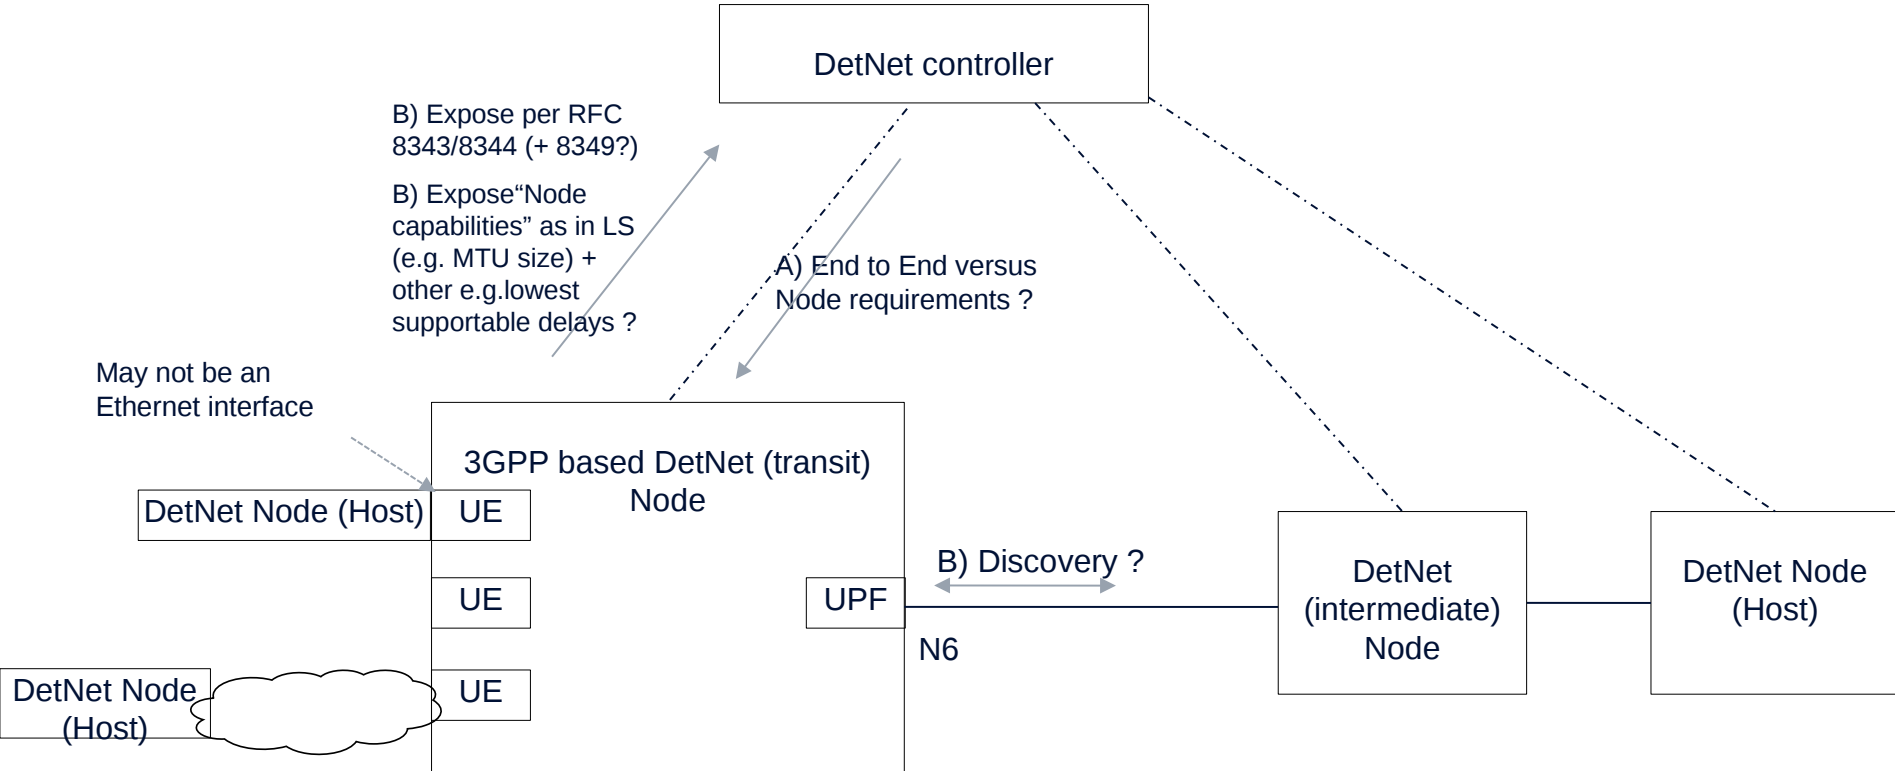 DetNet controller
B) Expose per RFC
8343/8344 (+ 8349?)
B) Expose“Node
capabilities” as in LS
(e.g. MTU size) +
other e.g.lowest
supportable delays ?
A) End to End versus
Node requirements ?
May not be an
Ethernet interface
3GPP based DetNet (transit)
Node
DetNet Node (Host)
UE
UE
UPF
B) Discovery ?
N6
DetNet
(intermediate)
Node
DetNet Node
(Host)
DetNet Node
(Host)
UE